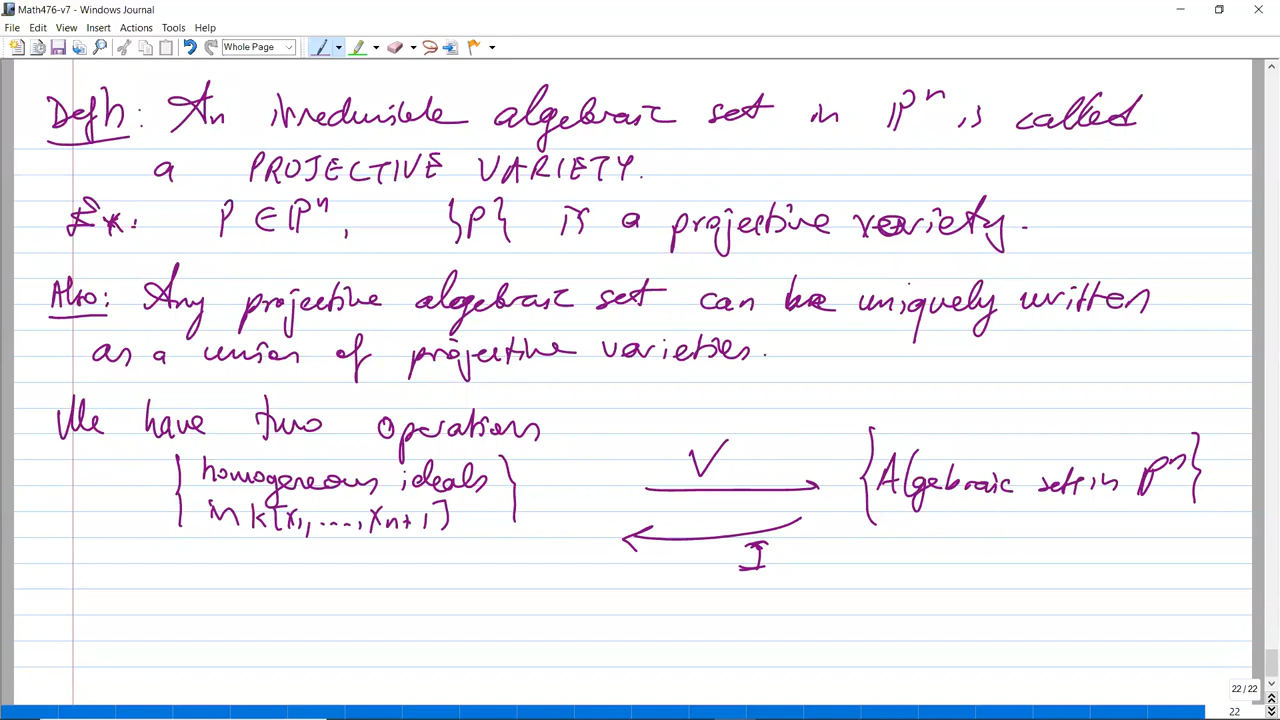 Math476-v7 - Windows Journal
File Edit View Insert Actions Tools Help
Whole Page
Defn: An irreducible algebraic set in ℙⁿ is called
a PROJECTIVE VARIETY.
Ex: P ∈ ℙⁿ, {P} is a projective variety.
Also: Any projective algebraic set can be uniquely written
as a union of projective varieties.
We have two operations
{homogeneous ideals in k[x₁,...,xₙ₊₁]} V → ← I {Algebraic sets in ℙⁿ}
22 / 22
22